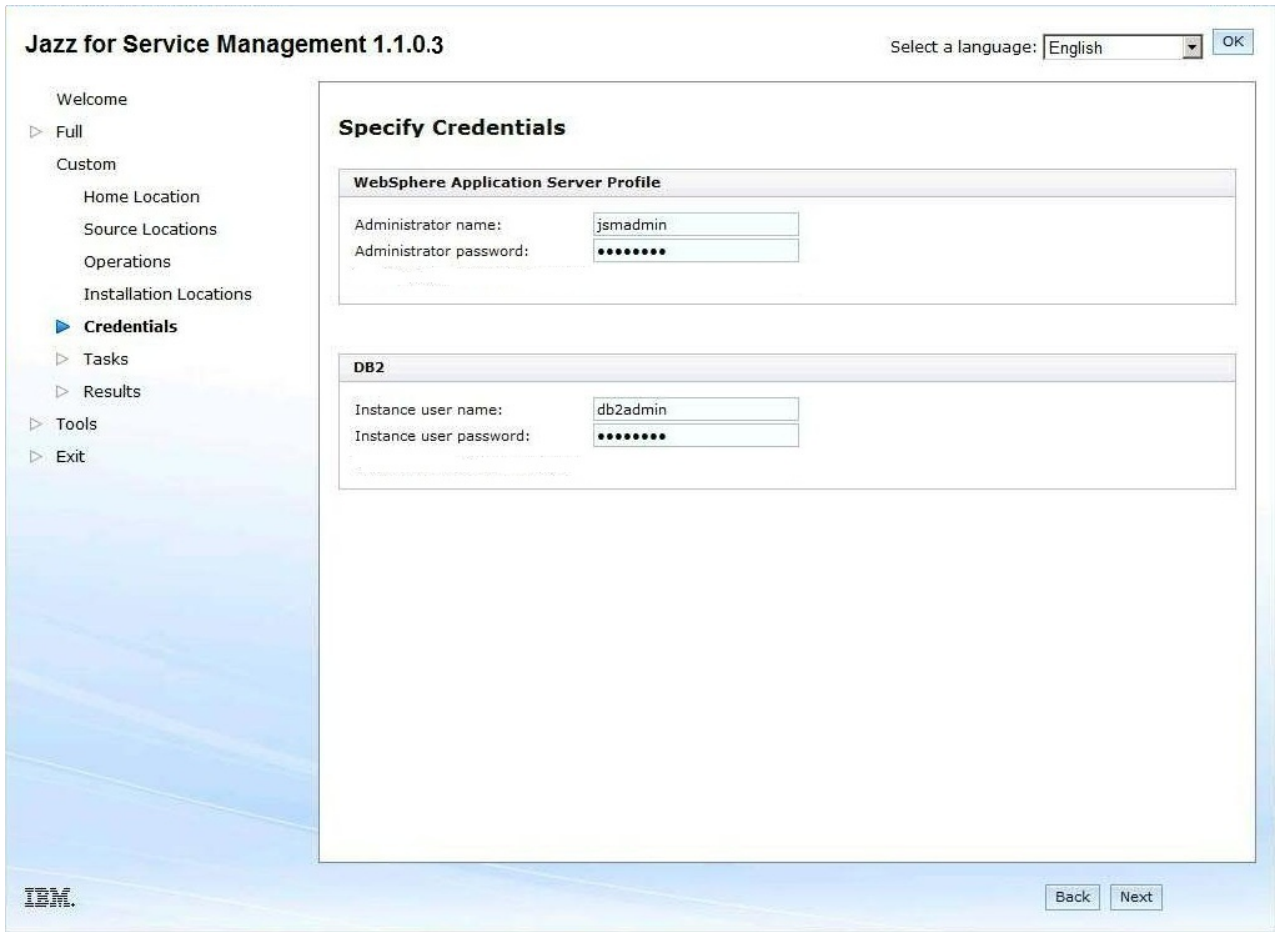 Jazz for Service Management 1.1.0.3
Select a language: English OK
Welcome
Full
Custom
Home Location
Source Locations
Operations
Installation Locations
Credentials
Tasks
Results
Tools
Exit
Specify Credentials
WebSphere Application Server Profile
Administrator name: jsmadmin
Administrator password: ••••••••
DB2
Instance user name: db2admin
Instance user password: ••••••••
IBM.
Back Next